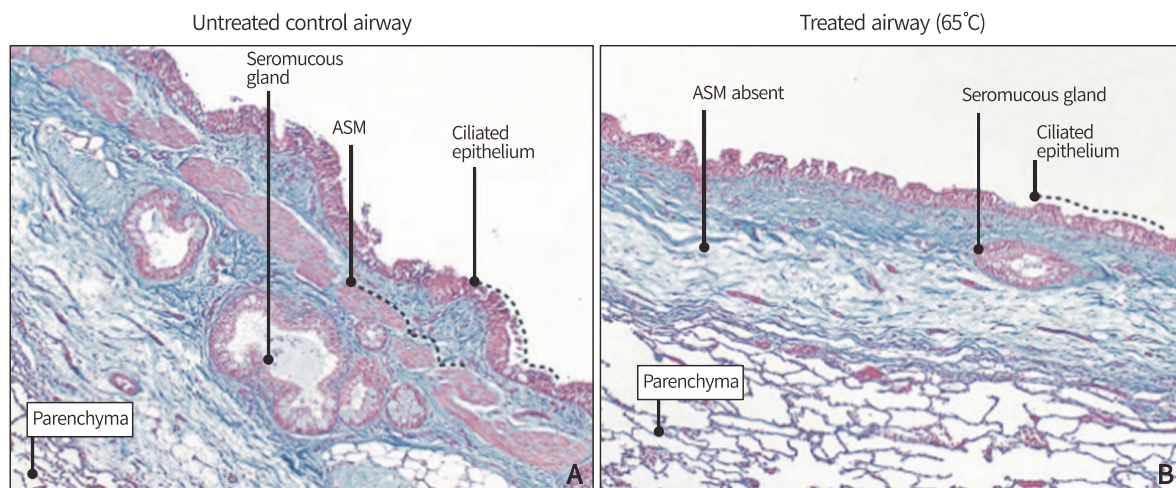 Untreated control airway
Treated airway (65˚C)
Seromucous
gland
ASM
Ciliated
epithelium
Parenchyma
A
ASM absent
Seromucous gland
Ciliated
epithelium
Parenchyma
B